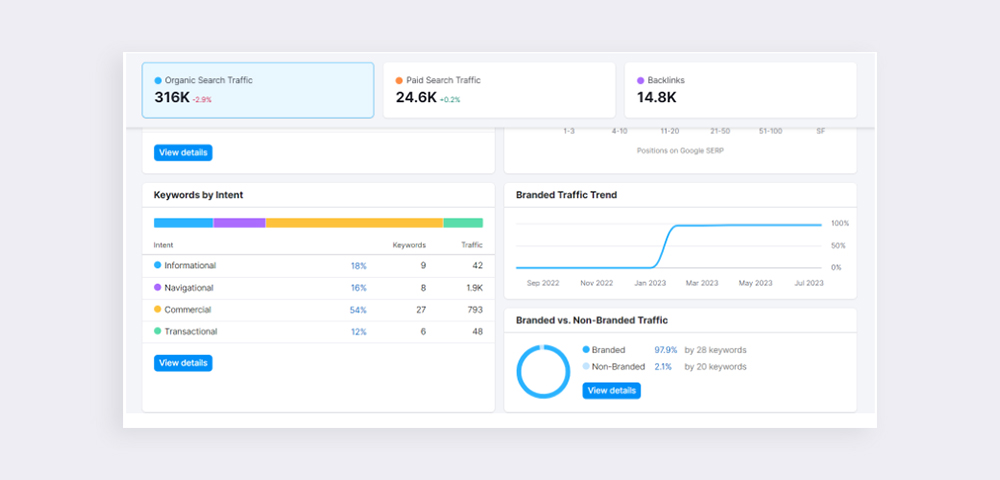 Organic Search Traffic
316K -2.9%
Paid Search Traffic
24.6K +0.2%
Backlinks
14.8K
View details
1-3 4-10 11-20 21-50 51-100 SF
Positions on Google SERP
Keywords by Intent
Intent Keywords Traffic
Informational 18% 9 42
Navigational 16% 8 1.9K
Commercial 54% 27 793
Transactional 12% 6 48
View details
Branded Traffic Trend
100%
50%
0%
Sep 2022 Nov 2022 Jan 2023 Mar 2023 May 2023 Jul 2023
Branded vs. Non-Branded Traffic
Branded 97.9% by 28 keywords
Non-Branded 2.1% by 20 keywords
View details